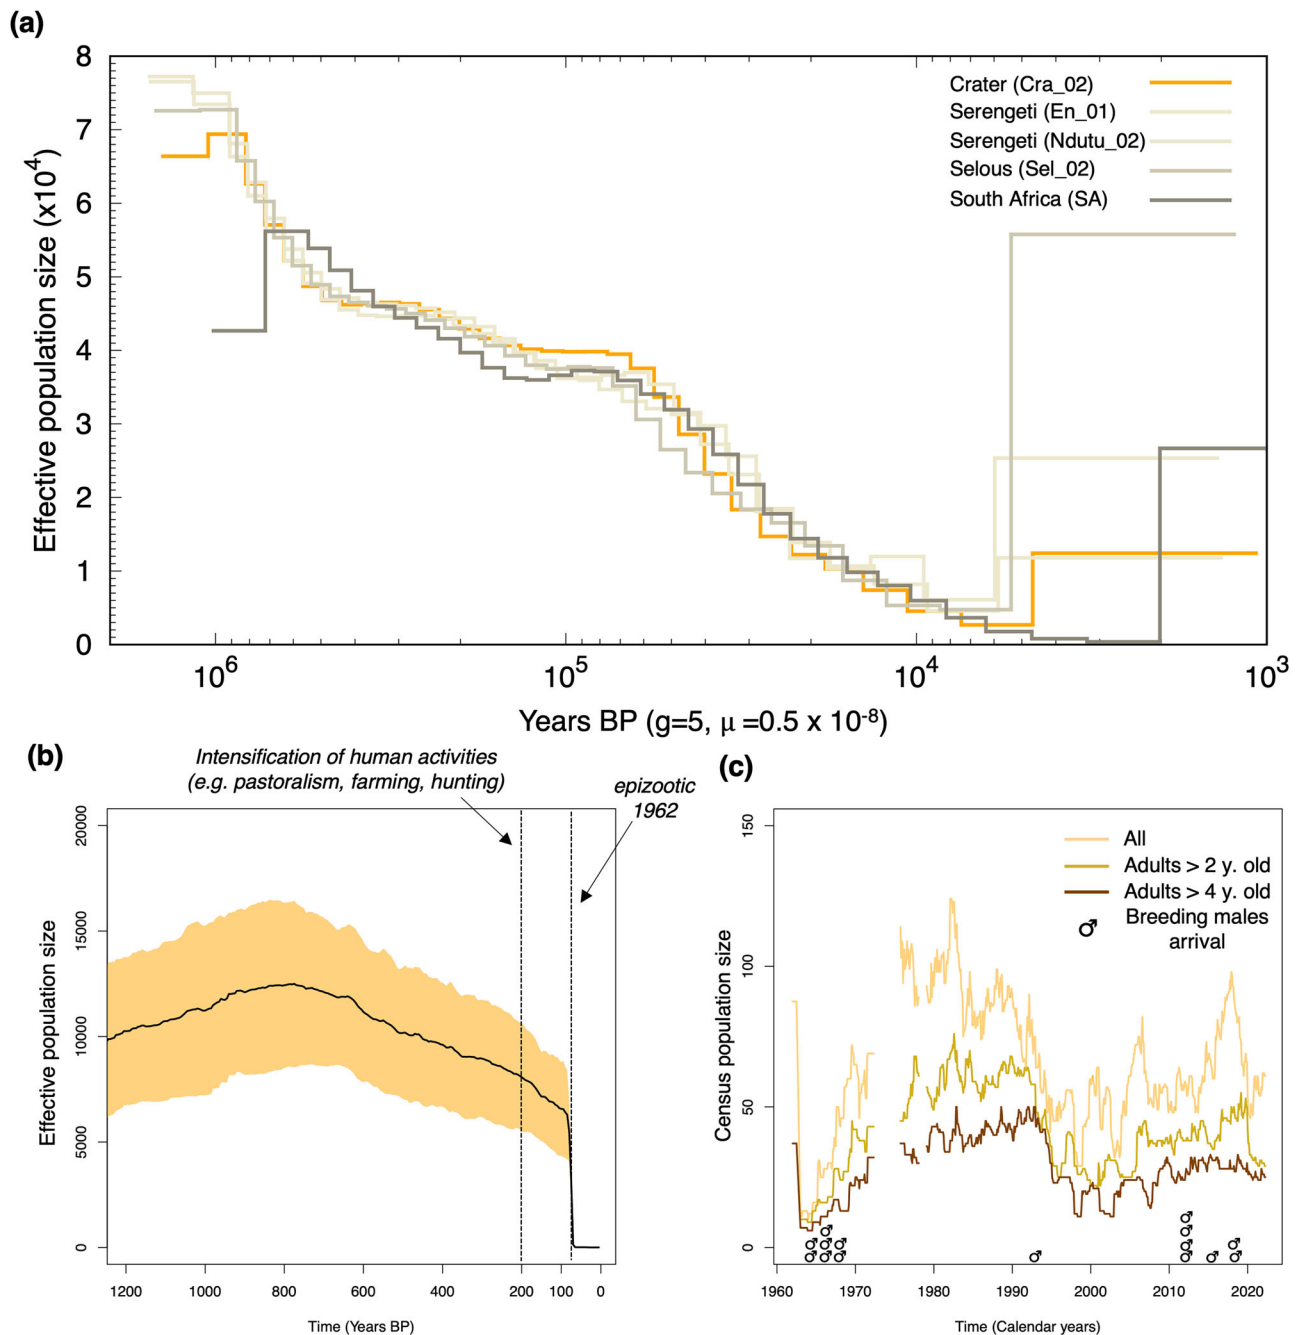 (a)
8
7
6
5
4
3
2
1
0
Effective population size (x10⁴)
Crater (Cra_02)
Serengeti (En_01)
Serengeti (Ndutu_02)
Selous (Sel_02)
South Africa (SA)
10⁶
10⁵
10⁴
10³
Years BP (g=5, μ =0.5 x 10⁻⁸)
(b)
Intensification of human activities
(e.g. pastoralism, farming, hunting)
epizootic
1962
20000
15000
10000
5000
0
Effective population size
1200
1000
800
600
400
200
100
0
Time (Years BP)
(c)
150
100
50
0
Census population size
All
Adults > 2 y. old
Adults > 4 y. old
♂ Breeding males
arrival
1960
1970
1980
1990
2000
2010
2020
Time (Calendar years)